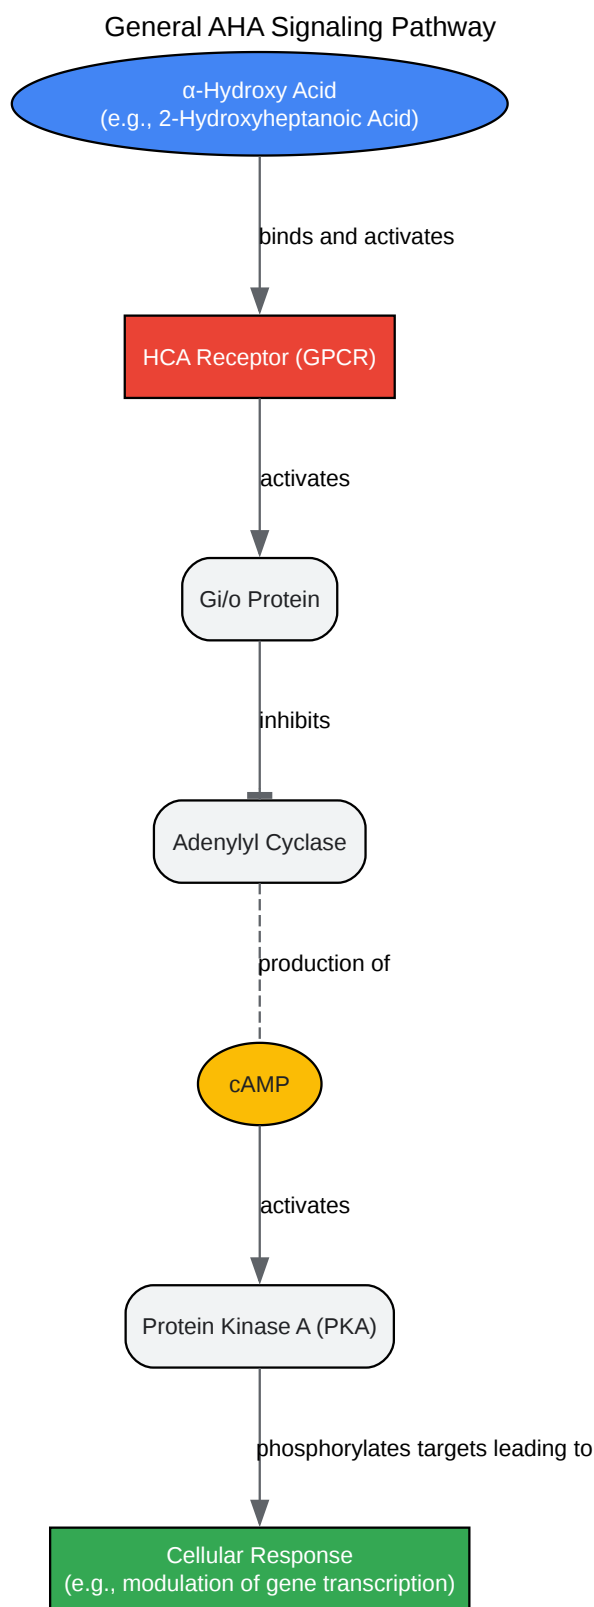 General AHA Signaling Pathway
α-Hydroxy Acid
(e.g., 2-Hydroxyheptanoic Acid)
binds and activates
HCA Receptor (GPCR)
activates
Gi/o Protein
inhibits
Adenylyl Cyclase
production of
cAMP
activates
Protein Kinase A (PKA)
phosphorylates targets leading to
Cellular Response
(e.g., modulation of gene transcription)